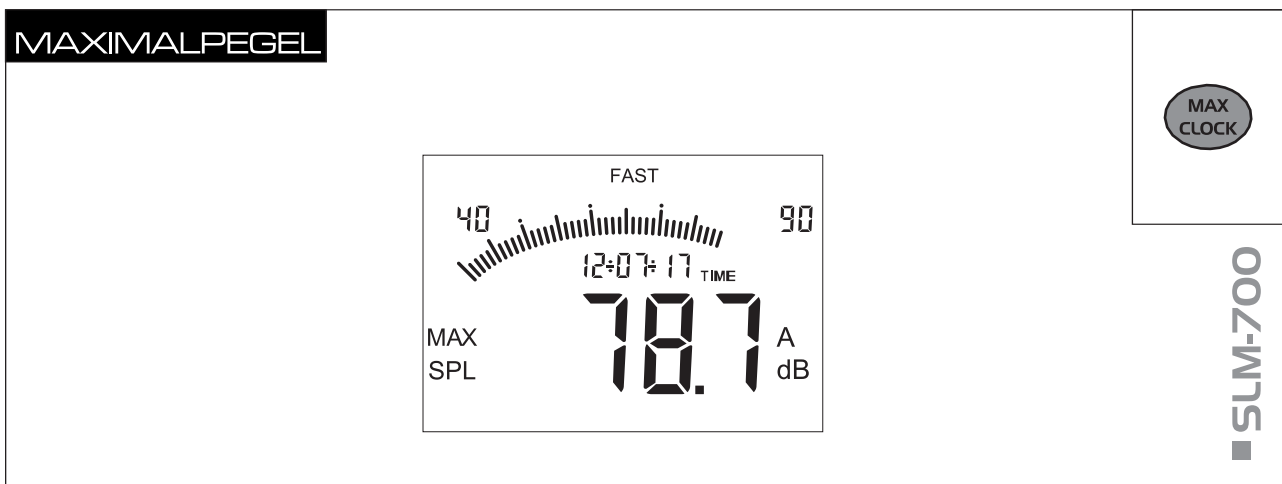 MAXIMALPEGEL
MAX
CLOCK
FAST
40
90
12:07:17 TIME
78.7
MAX
A
SPL
dB
SLM-700